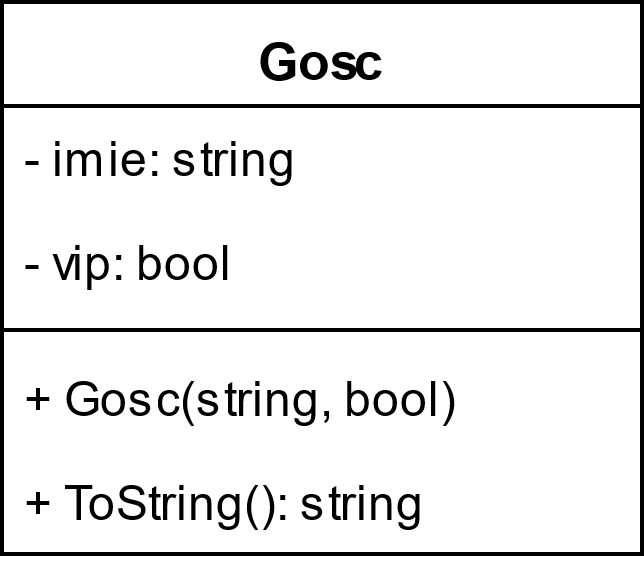 Gosc
- imie: string
- vip: bool
+ Gosc(string, bool)
+ ToString(): string